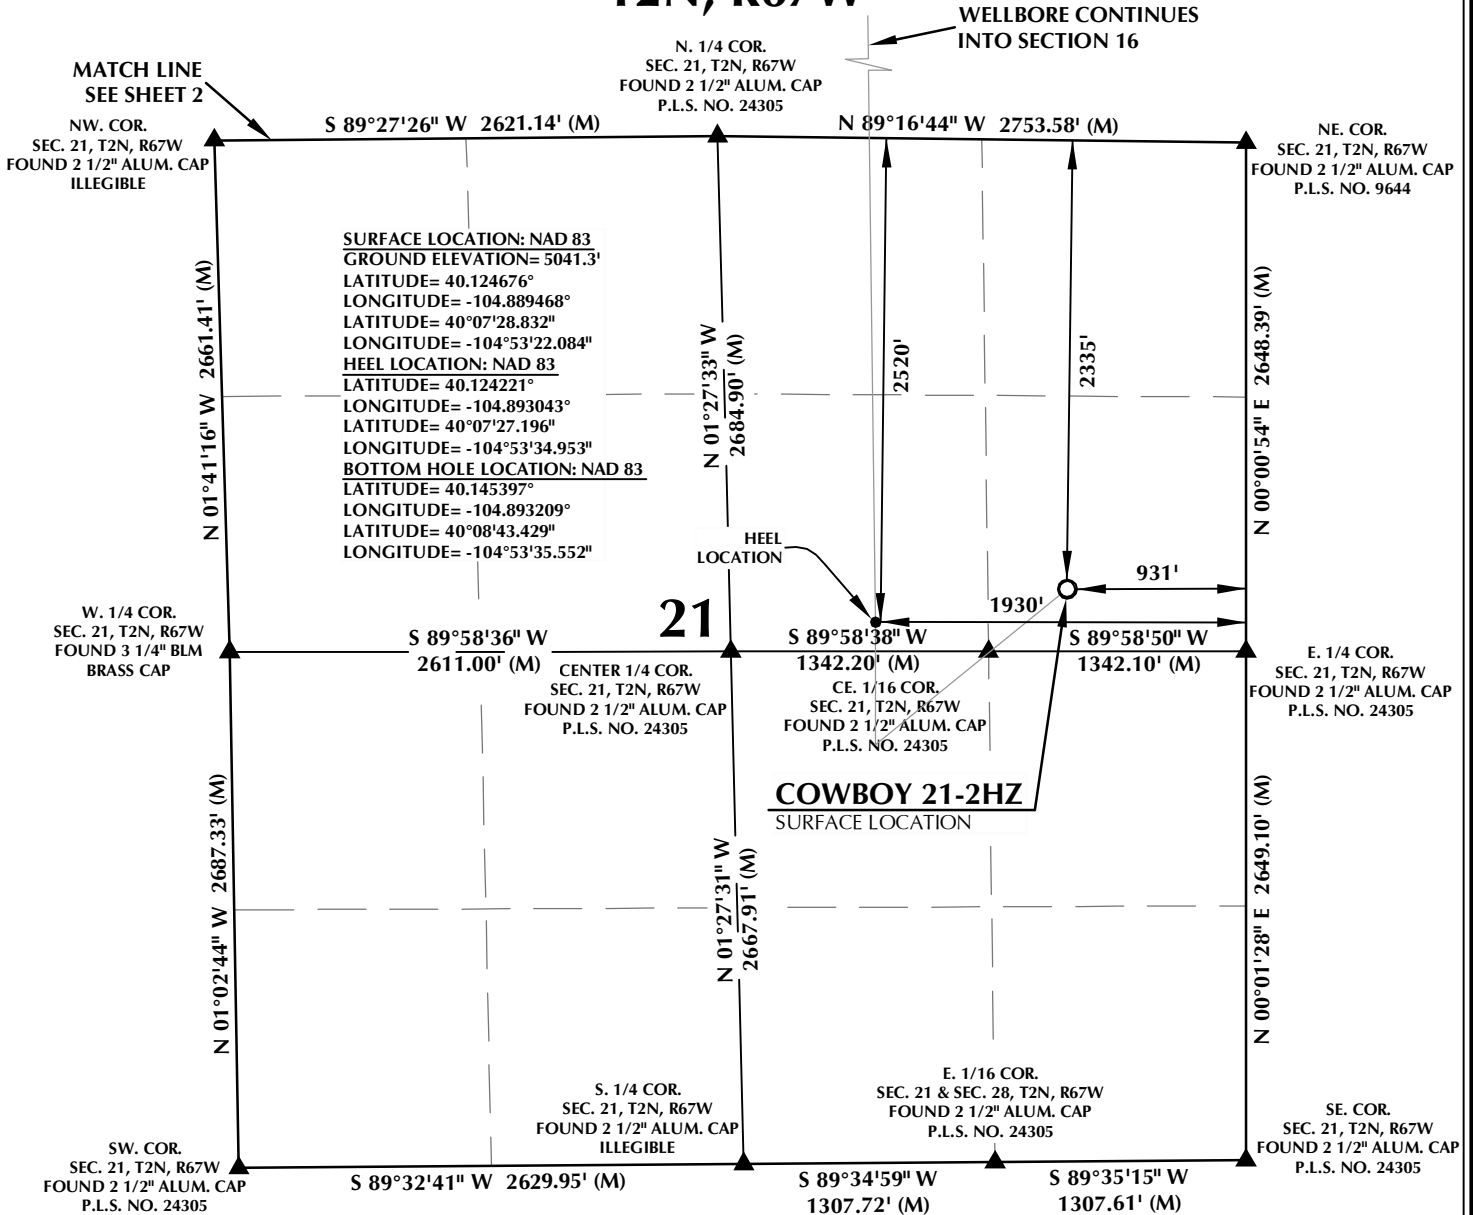 T2N, R67W
WELLBORE CONTINUES
INTO SECTION 16
MATCH LINE
SEE SHEET 2
N. 1/4 COR.
SEC. 21, T2N, R67W
FOUND 2 1/2" ALUM. CAP
P.L.S. NO. 24305
NW. COR.
SEC. 21, T2N, R67W
FOUND 2 1/2" ALUM. CAP
ILLEGIBLE
S 89°27'26" W 2621.14' (M)
N 89°16'44" W 2753.58' (M)
NE. COR.
SEC. 21, T2N, R67W
FOUND 2 1/2" ALUM. CAP
P.L.S. NO. 9644
SURFACE LOCATION: NAD 83
GROUND ELEVATION= 5041.3'
LATITUDE= 40.124676°
LONGITUDE= -104.889468°
LATITUDE= 40°07'28.832"
LONGITUDE= -104°53'22.084"
HEEL LOCATION: NAD 83
LATITUDE= 40.124221°
LONGITUDE= -104.893043°
LATITUDE= 40°07'27.196"
LONGITUDE= -104°53'34.953"
BOTTOM HOLE LOCATION: NAD 83
LATITUDE= 40.145397°
LONGITUDE= -104.893209°
LATITUDE= 40°08'43.429"
LONGITUDE= -104°53'35.552"
N 01°41'16" W 2661.41' (M)
N 01°27'33" W
2684.90' (M)
2520'
2335'
N 00°00'54" E 2648.39' (M)
HEEL
LOCATION
931'
1930'
W. 1/4 COR.
SEC. 21, T2N, R67W
FOUND 3 1/4" BLM
BRASS CAP
S 89°58'36" W
2611.00' (M)
21
CENTER 1/4 COR.
SEC. 21, T2N, R67W
FOUND 2 1/2" ALUM. CAP
P.L.S. NO. 24305
S 89°58'38" W
1342.20' (M)
CE. 1/16 COR.
SEC. 21, T2N, R67W
FOUND 2 1/2" ALUM. CAP
P.L.S. NO. 24305
S 89°58'50" W
1342.10' (M)
E. 1/4 COR.
SEC. 21, T2N, R67W
FOUND 2 1/2" ALUM. CAP
P.L.S. NO. 24305
COWBOY 21-2HZ
SURFACE LOCATION
N 01°02'44" W 2687.33' (M)
N 01°27'31" W
2667.91' (M)
N 00°01'28" E 2649.10' (M)
S. 1/4 COR.
SEC. 21, T2N, R67W
FOUND 2 1/2" ALUM. CAP
ILLEGIBLE
E. 1/16 COR.
SEC. 21 & SEC. 28, T2N, R67W
FOUND 2 1/2" ALUM. CAP
P.L.S. NO. 24305
SE. COR.
SEC. 21, T2N, R67W
FOUND 2 1/2" ALUM. CAP
P.L.S. NO. 24305
SW. COR.
SEC. 21, T2N, R67W
FOUND 2 1/2" ALUM. CAP
P.L.S. NO. 24305
S 89°32'41" W 2629.95' (M)
S 89°34'59" W
1307.72' (M)
S 89°35'15" W
1307.61' (M)